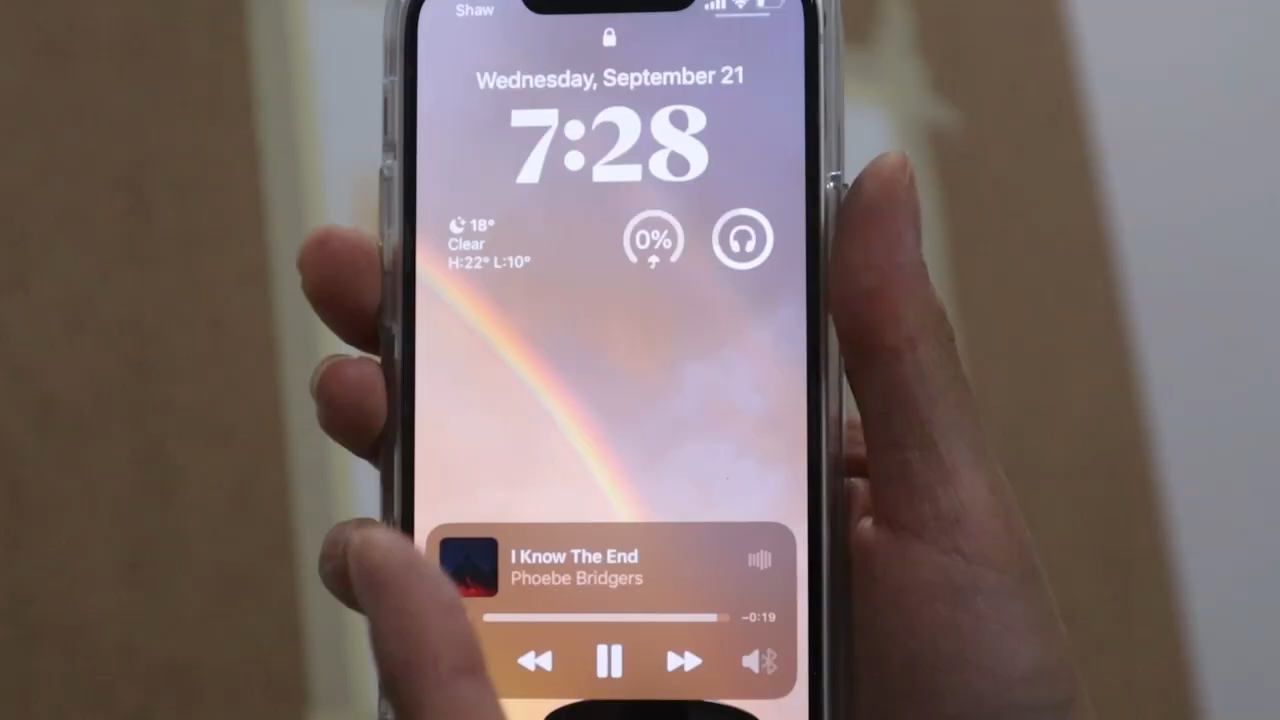 Shaw
Wednesday, September 21
7:28
18°
Clear
H:22° L:10°
0%
I Know The End
Phoebe Bridgers
-0:19